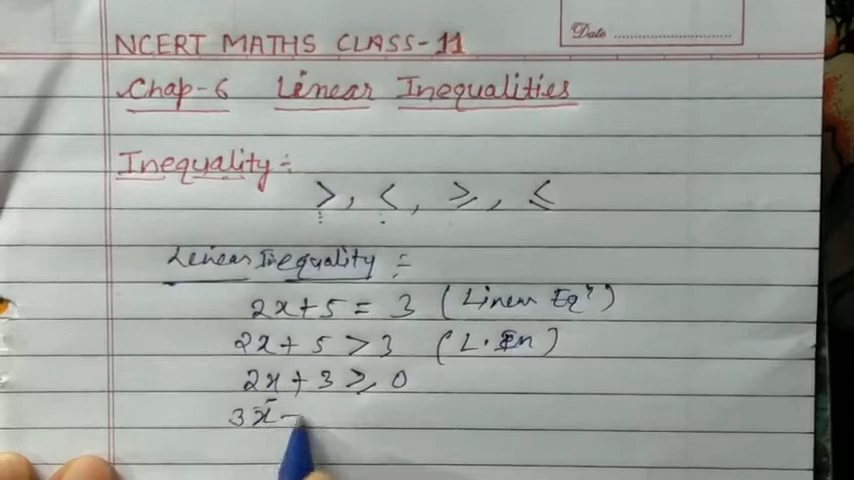 Date ..............................
NCERT MATHS CLASS-11
Chap-6 Linear Inequalities
Inequality :-
>, <, ≥, ≤
Linear Inequality :-
2x + 5 = 3 (Linear Eqn)
2x + 5 > 3 (L. In)
2x + 3 ≥ 0
3x -